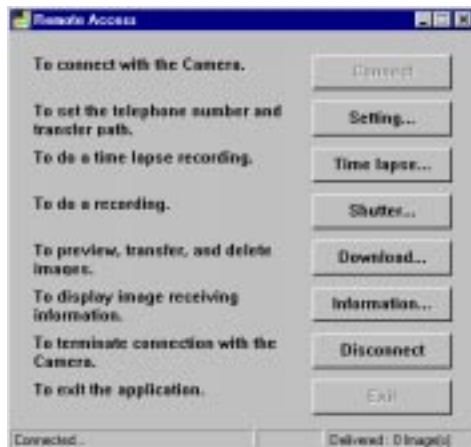 Remote Access
To connect with the Camera.
Connect
To set the telephone number and
transfer path.
Setting...
To do a time lapse recording.
Time lapse...
To do a recording.
Shutter...
To preview, transfer, and delete
images.
Download...
To display image receiving
information.
Information...
To terminate connection with the
Camera.
Disconnect
To exit the application.
Exit
Connected...
Delivered : 0 Image(s)